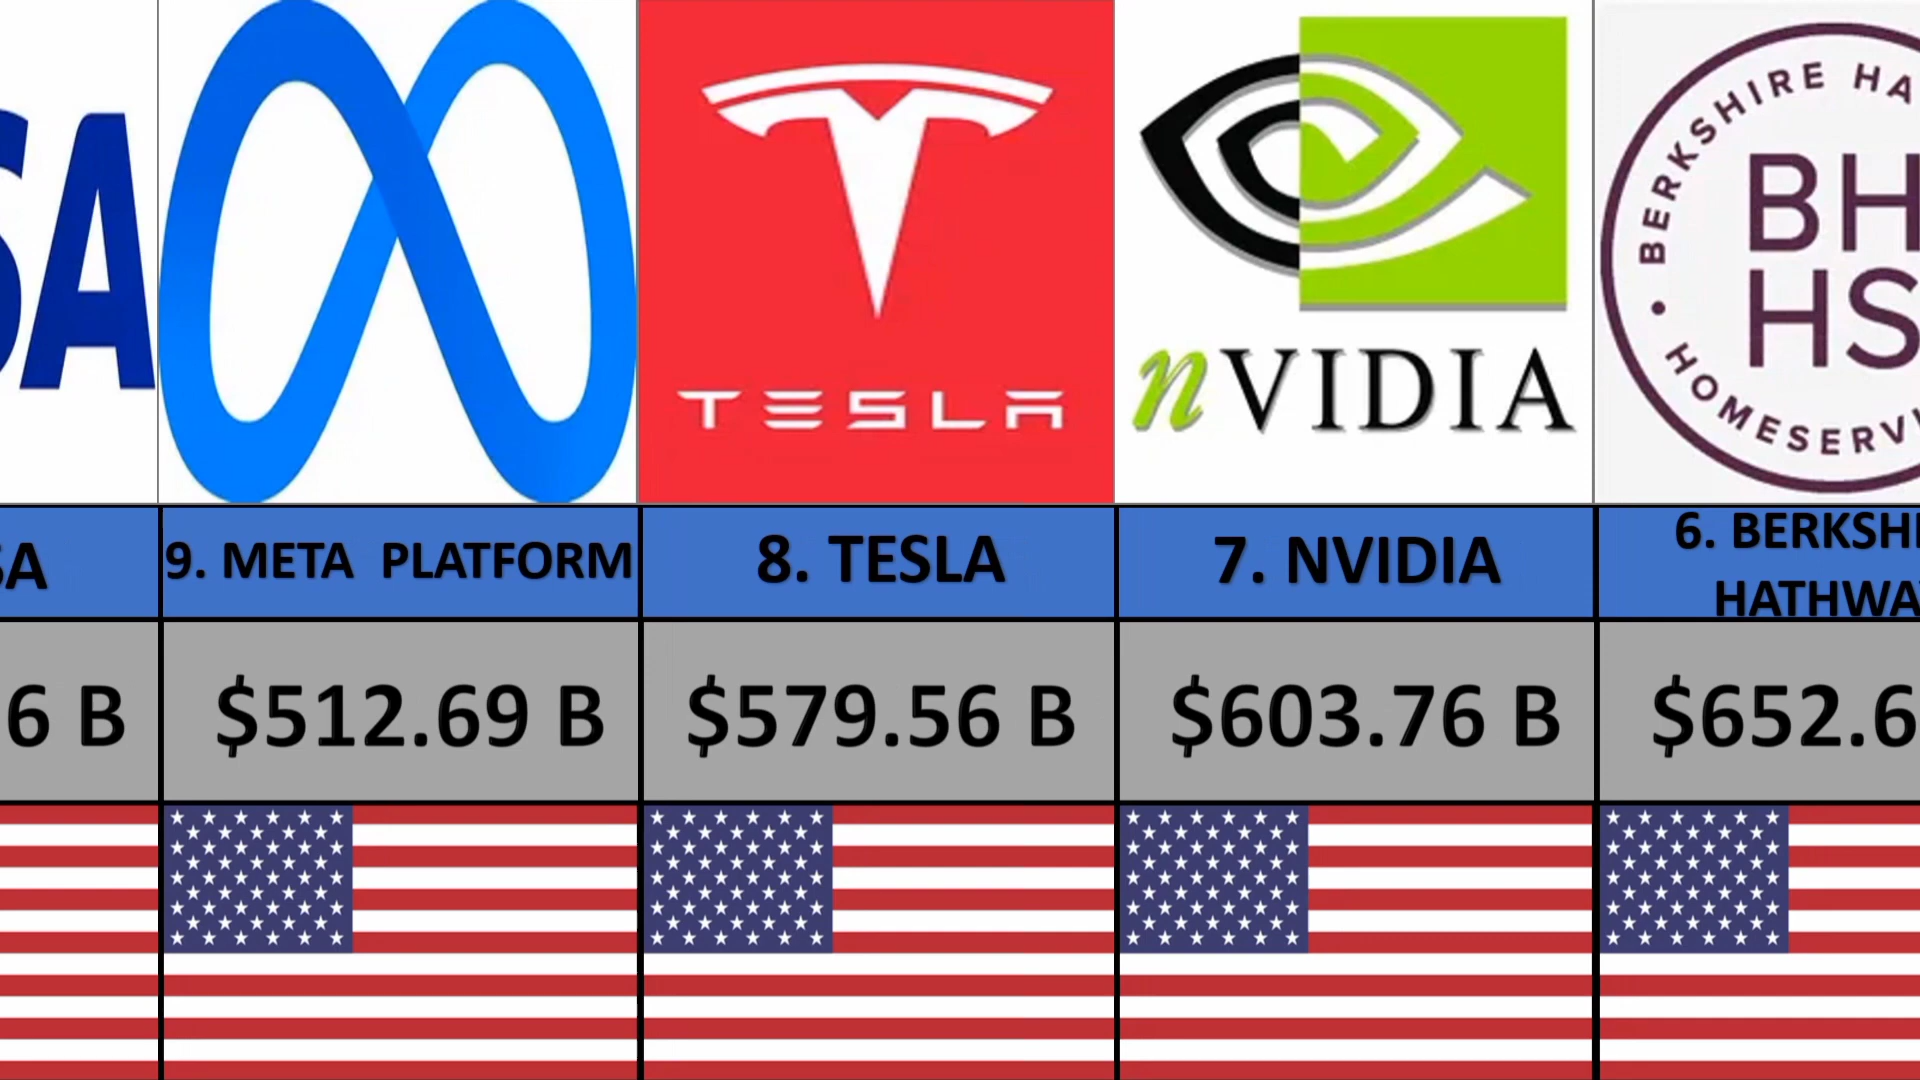 SA
TESLA
nVIDIA
BERKSHIRE HA
BH
HS
HOMESERV
SA
9. META PLATFORM
8. TESLA
7. NVIDIA
6. BERKSHI
HATHWA
6 B
$512.69 B
$579.56 B
$603.76 B
$652.6